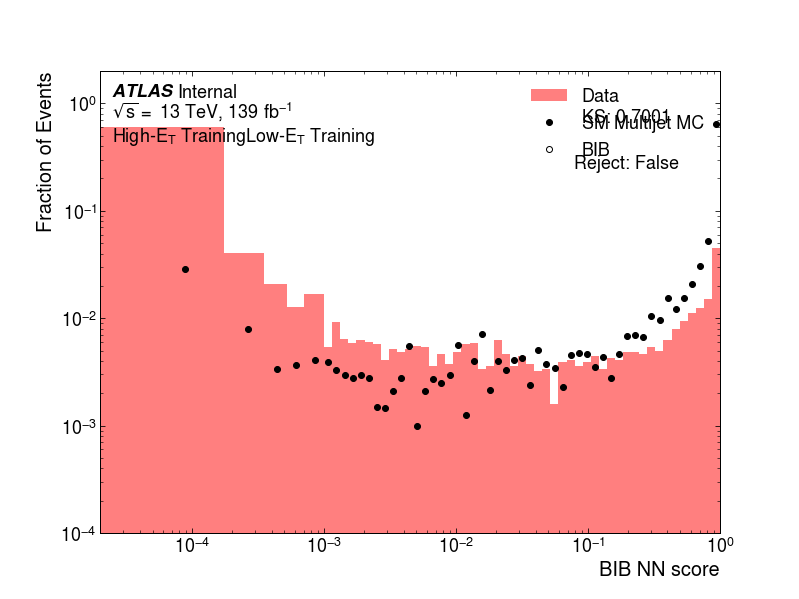 ATLAS Internal
√s = 13 TeV, 139 fb⁻¹
High-E_T TrainingLow-E_T Training
Data
KS: 0.7001
SM Multijet MC
BIB
Reject: False
Fraction of Events
10⁰
10⁻¹
10⁻²
10⁻³
10⁻⁴
10⁻⁴ 10⁻³ 10⁻² 10⁻¹ 10⁰
BIB NN score